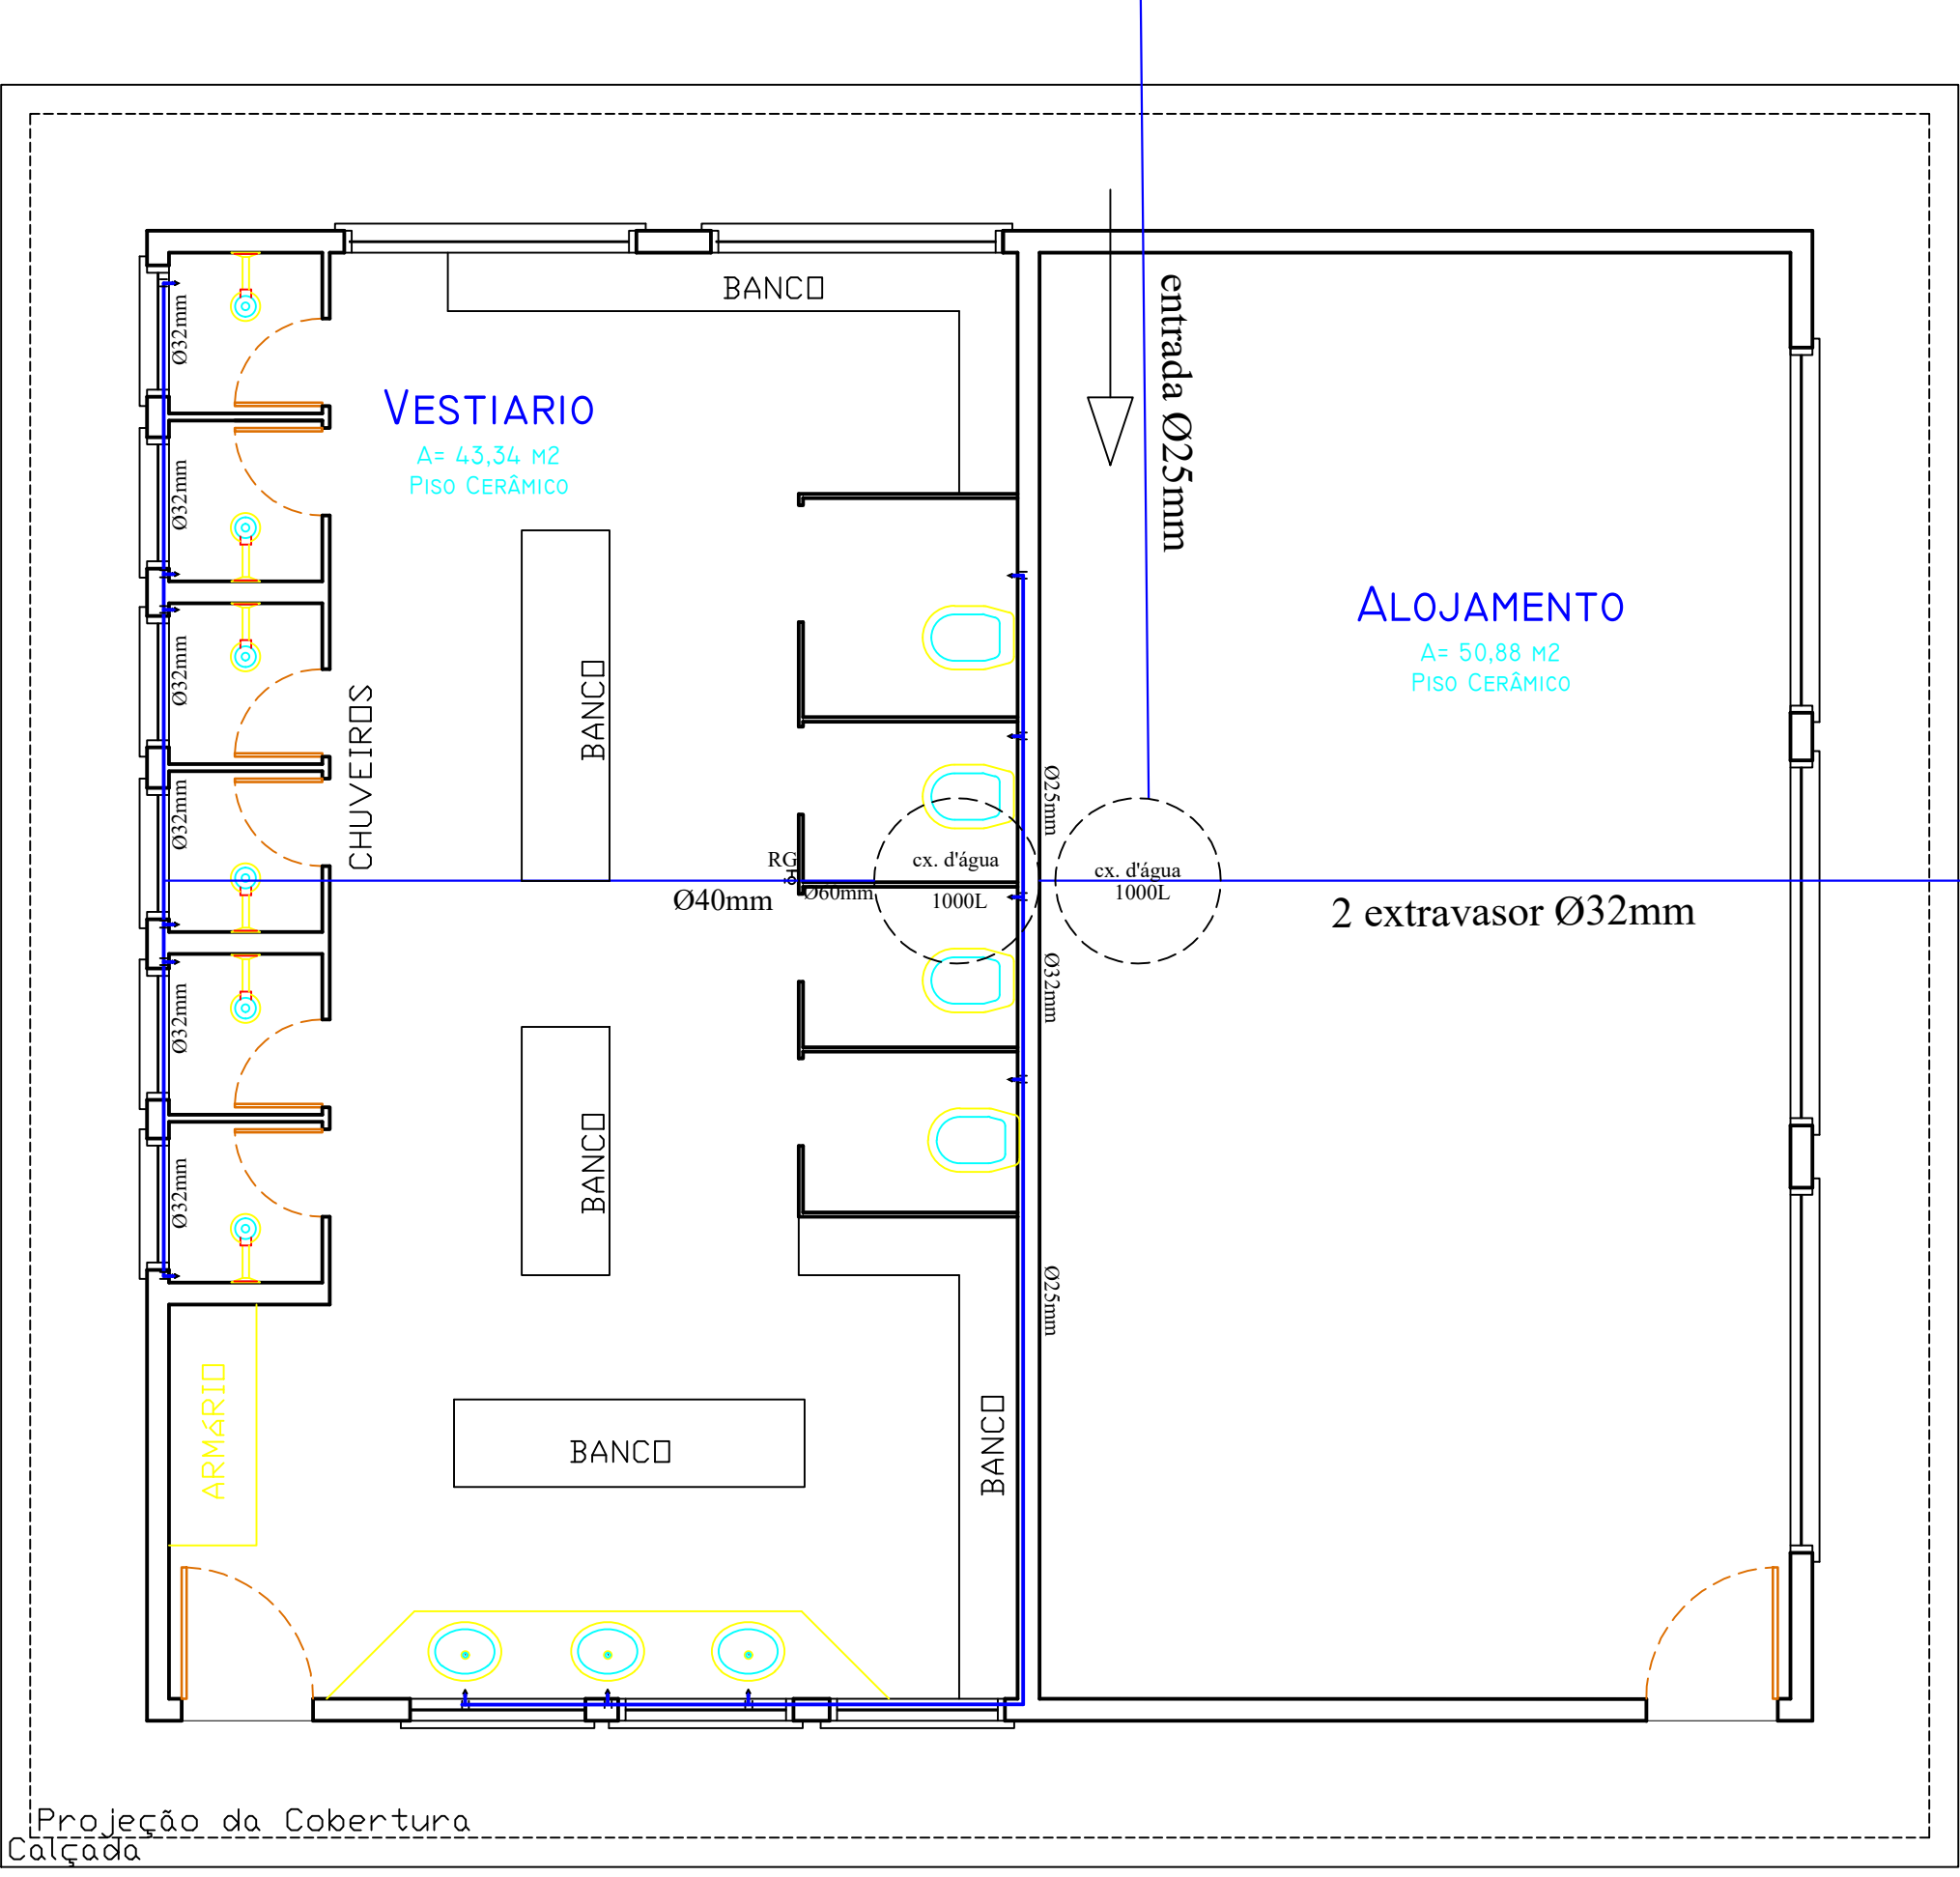 BANCO
entrada Ø25mm
Ø32mm
VESTIARIO
A= 43,34 M2
PISO CERÂMICO
Ø32mm
ALOJAMENTO
A= 50,88 M2
PISO CERÂMICO
Ø32mm
CHUVEIROS
BANCO
Ø25mm
Ø32mm
RG
cx. d'água
1000L
cx. d'água
1000L
Ø40mm
Ø60mm
2 extravasor Ø32mm
Ø32mm
Ø32mm
BANCO
Ø32mm
Ø25mm
ARMÁRIO
BANCO
BANCO
Projeção da Cobertura
Calçada